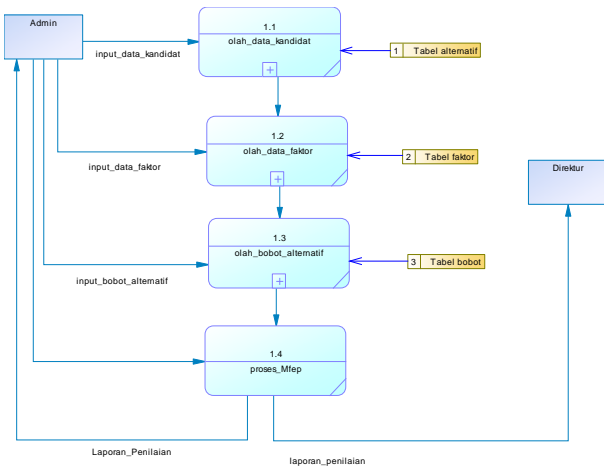 Admin
1.1
olah_data_kandidat
input_data_kandidat
1 Tabel alternatif
1.2
olah_data_faktor
input_data_faktor
2 Tabel faktor
Direktur
1.3
olah_bobot_alternatif
input_bobot_alternatif
3 Tabel bobot
1.4
proses_Mfep
Laporan_Penilaian
laporan_penilaian